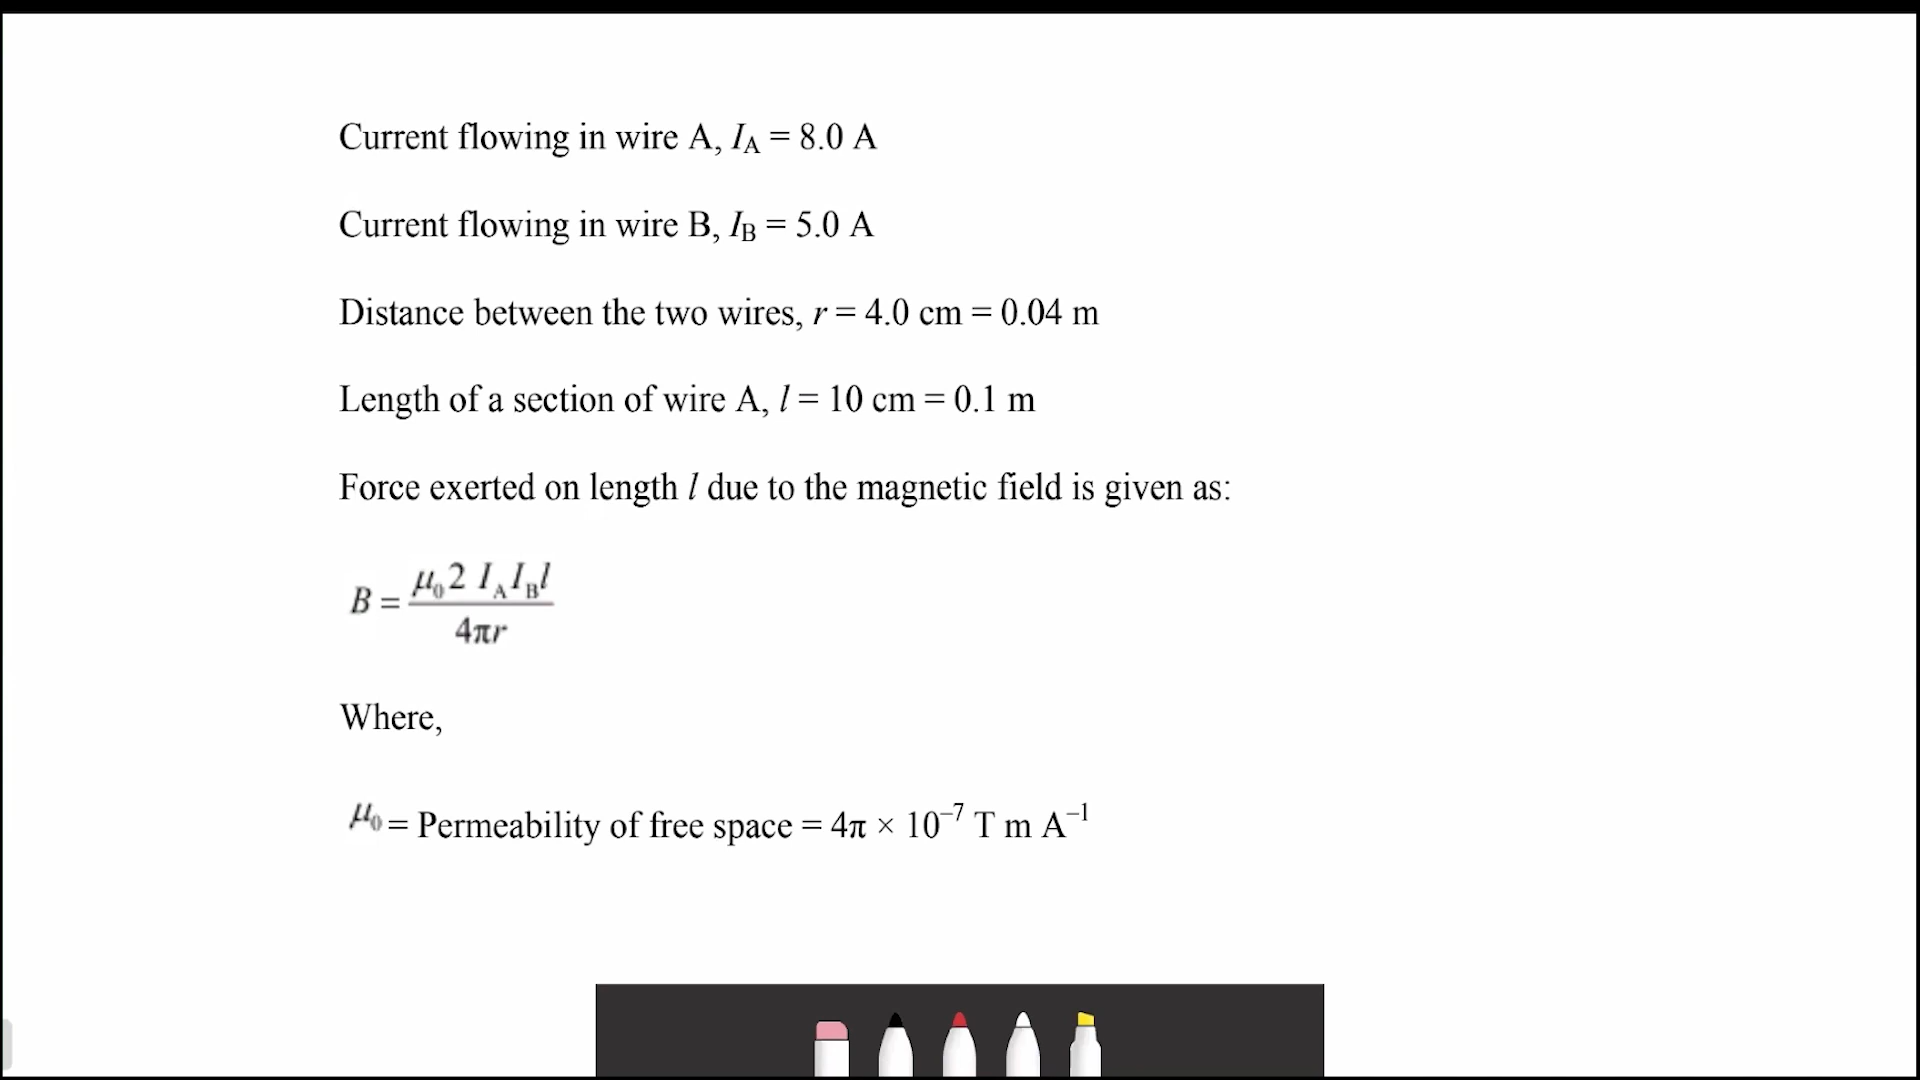 Current flowing in wire A, I_A = 8.0 A
Current flowing in wire B, I_B = 5.0 A
Distance between the two wires, r = 4.0 cm = 0.04 m
Length of a section of wire A, l = 10 cm = 0.1 m
Force exerted on length l due to the magnetic field is given as:
B = \frac{μ₀2 I_A I_B l}{4πr}
Where,
μ₀ = Permeability of free space = 4π × 10⁻⁷ T m A⁻¹